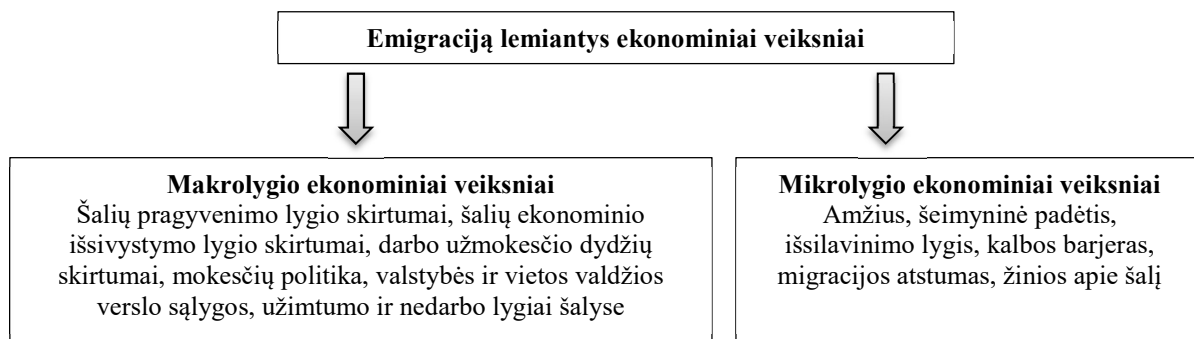 Emigraciją lemiantys ekonominiai veiksniai
Makrolygio ekonominiai veiksniai
Šalių pragyvenimo lygio skirtumai, šalių ekonominio
išsivystymo lygio skirtumai, darbo užmokesčio dydžių
skirtumai, mokesčių politika, valstybės ir vietos valdžios
verslo sąlygos, užimtumo ir nedarbo lygiai šalyse
Mikrolygio ekonominiai veiksniai
Amžius, šeimyninė padėtis,
išsilavinimo lygis, kalbos barjeras,
migracijos atstumas, žinios apie šalį